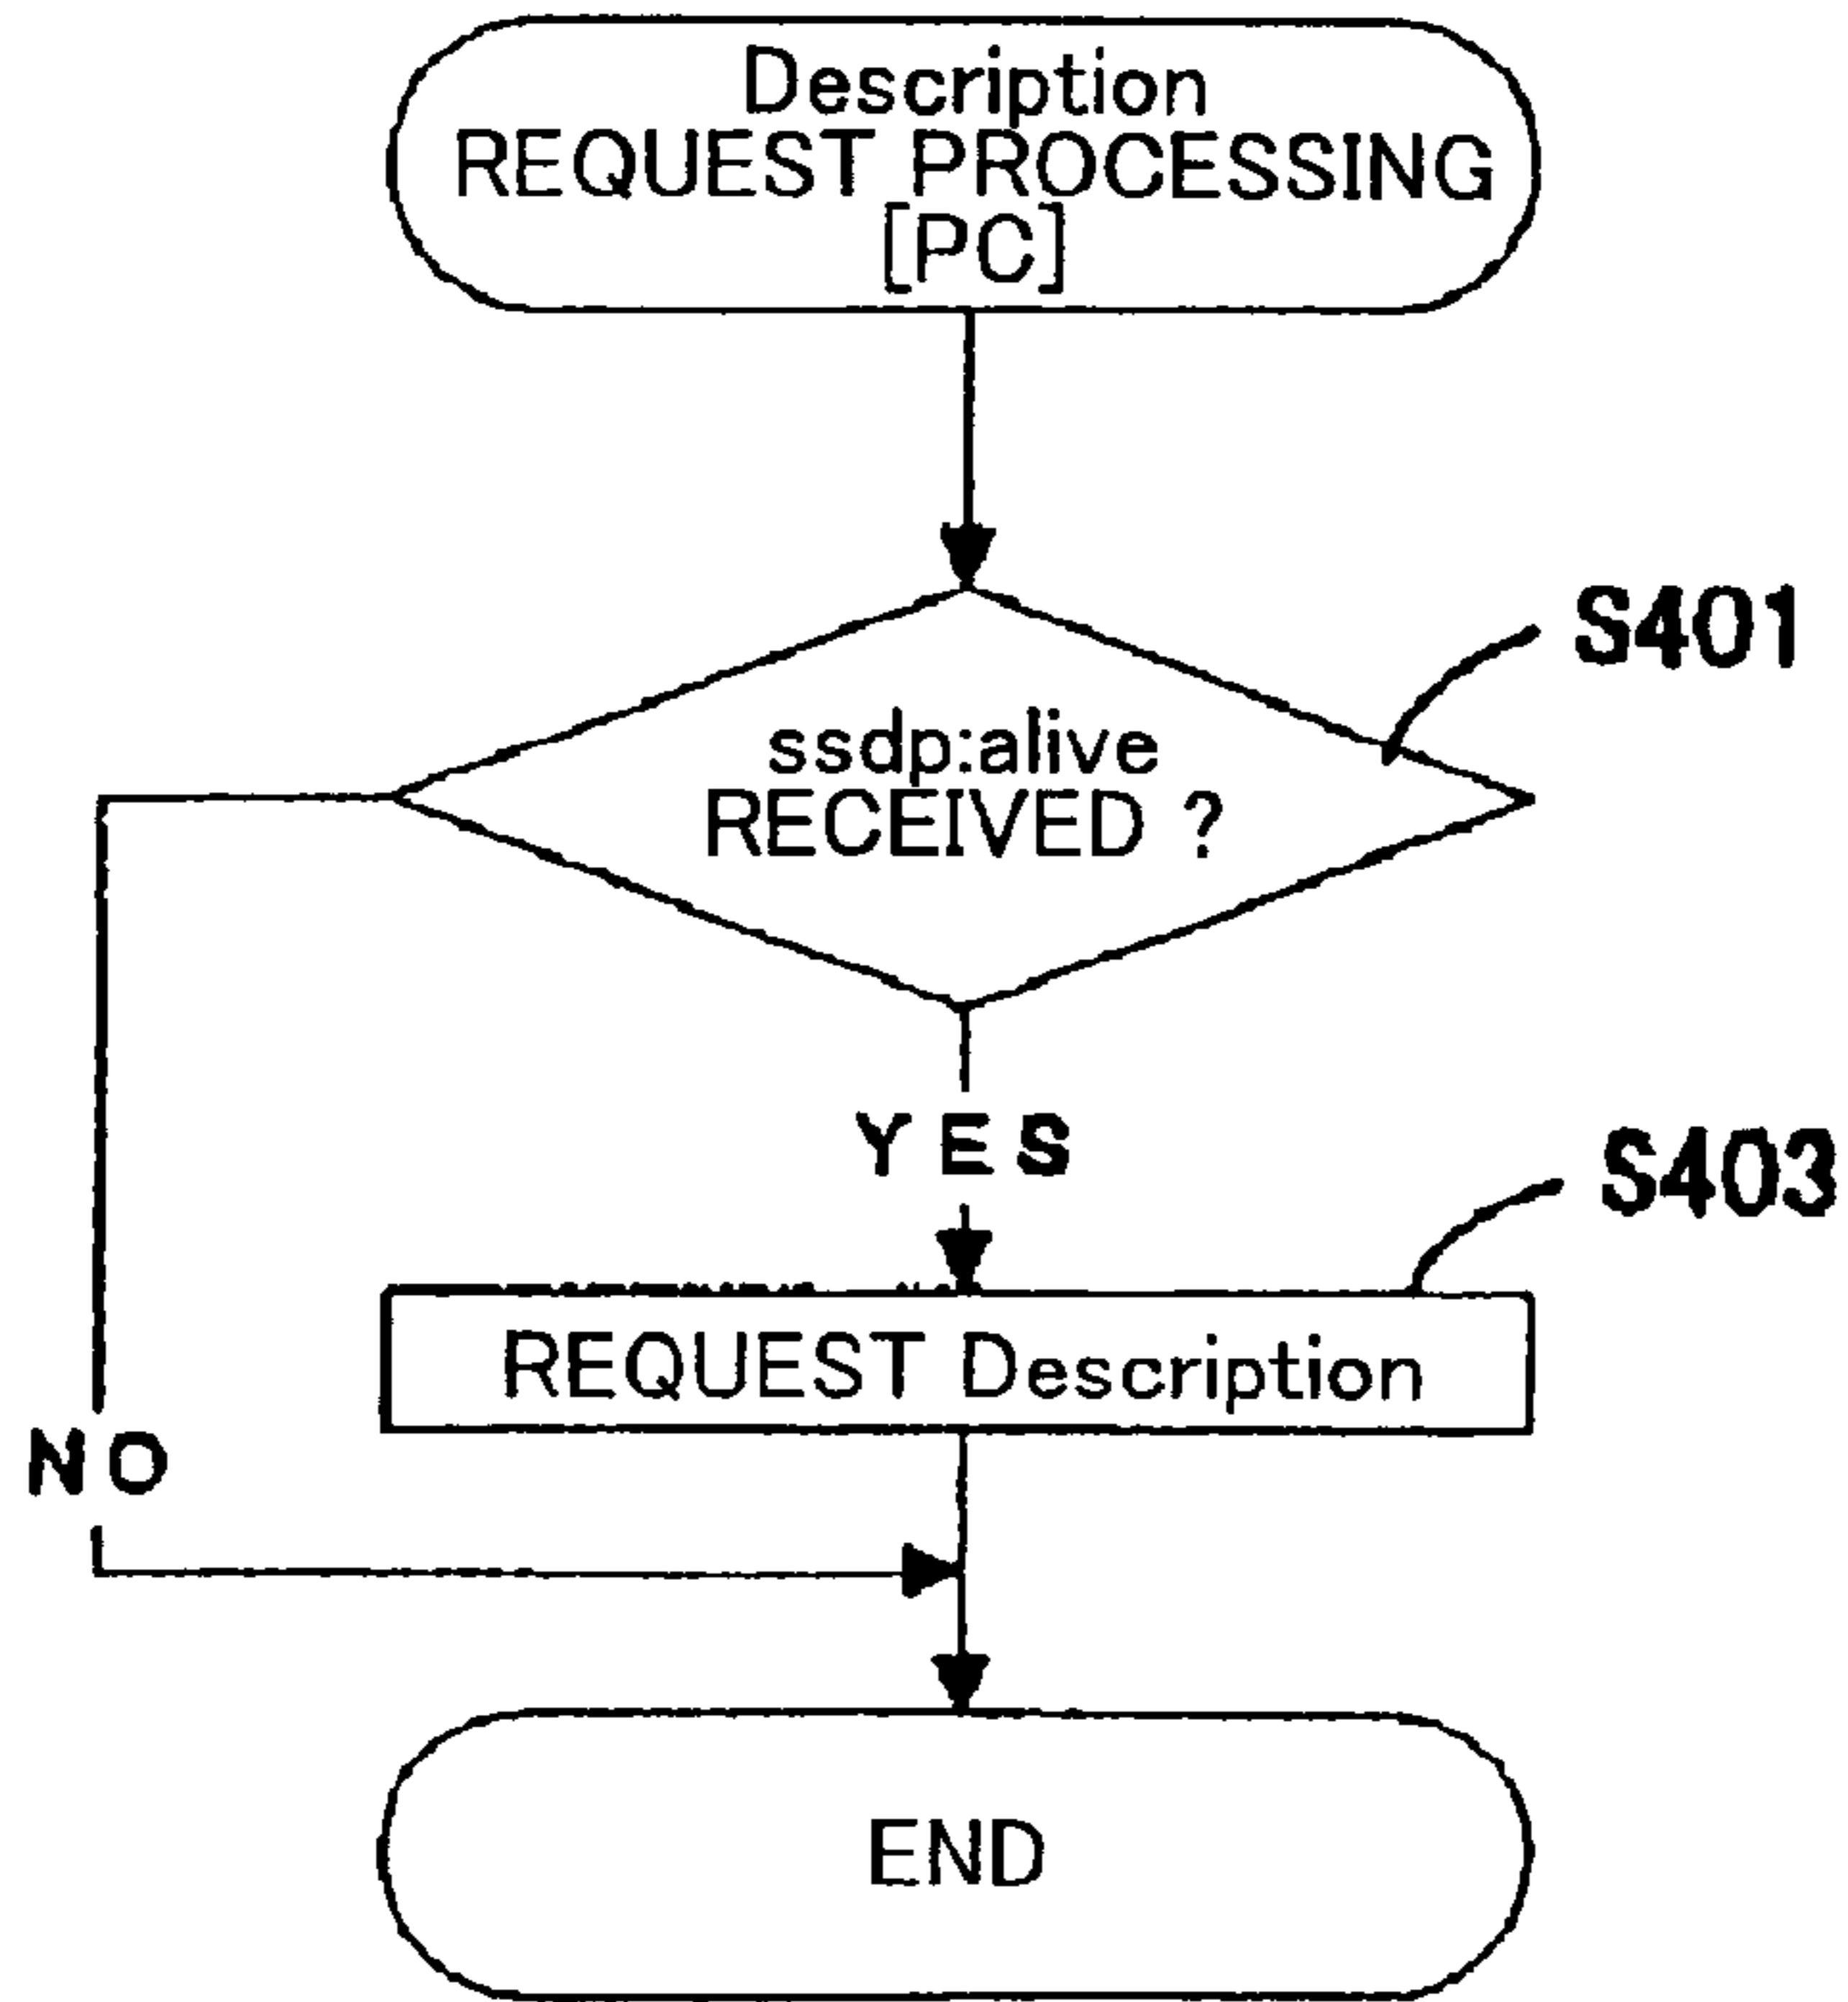 Description
REQUEST PROCESSING
[PC]
S401
ssdp:alive
RECEIVED ?
YES
S403
REQUEST Description
NO
END